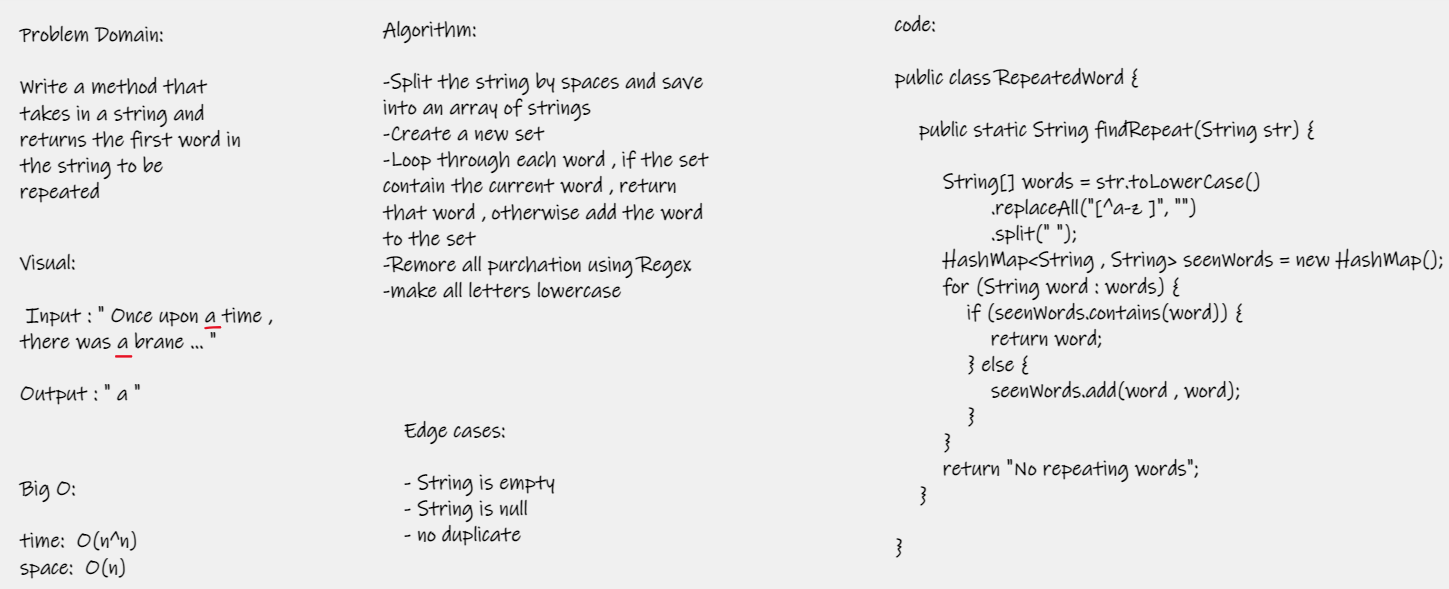 Problem Domain:
Write a method that
takes in a string and
returns the first word in
the string to be
repeated
Visual:
Input : " Once upon a time ,
there was a brane ... "
Output : " a "
Big O:
time: O(n^n)
space: O(n)
Algorithm:
-Split the string by spaces and save
into an array of strings
-Create a new set
-Loop through each word , if the set
contain the current word , return
that word , otherwise add the word
to the set
-Remore all purchation using Regex
-make all letters lowercase
Edge cases:
- String is empty
- String is null
- no duplicate
code:
public class RepeatedWord {
public static String findRepeat(String str) {
String[] words = str.toLowerCase()
.replaceAll("[^a-z ]", "")
.split(" ");
HashMap<String , String> seenWords = new HashMap();
for (String word : words) {
if (seenWords.contains(word)) {
return word;
} else {
seenWords.add(word , word);
}
}
return "No repeating words";
}
}